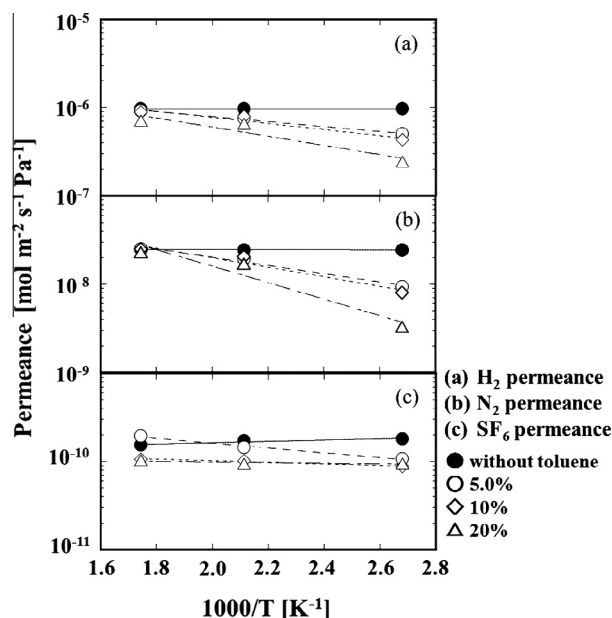 10⁻⁵
(a)
10⁻⁶
10⁻⁷
(b)
10⁻⁸
10⁻⁹
(c)
10⁻¹⁰
10⁻¹¹
1.6 1.8 2.0 2.2 2.4 2.6 2.8
1000/T [K⁻¹]
Permeance [mol m⁻² s⁻¹ Pa⁻¹]
(a) H₂ permeance
(b) N₂ permeance
(c) SF₆ permeance
without toluene
5.0%
10%
20%